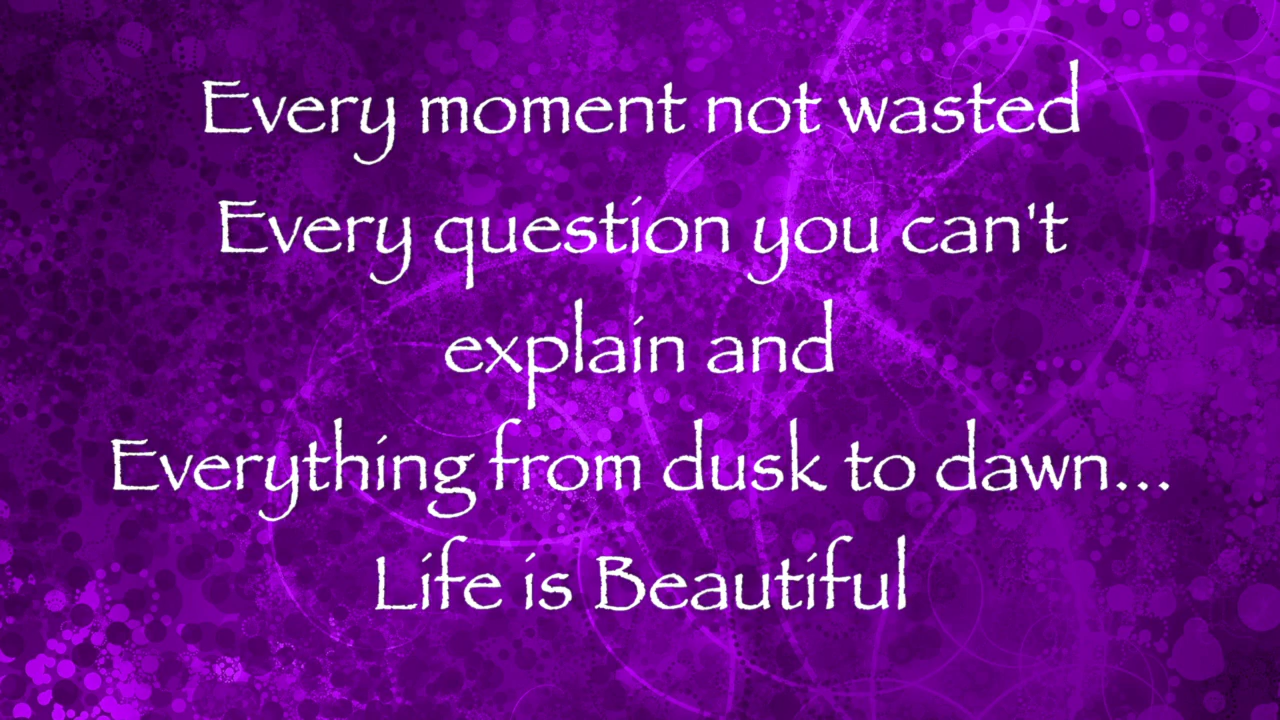 Every moment not wasted
Every question you can't
explain and
Everything from dusk to dawn...
Life is Beautiful